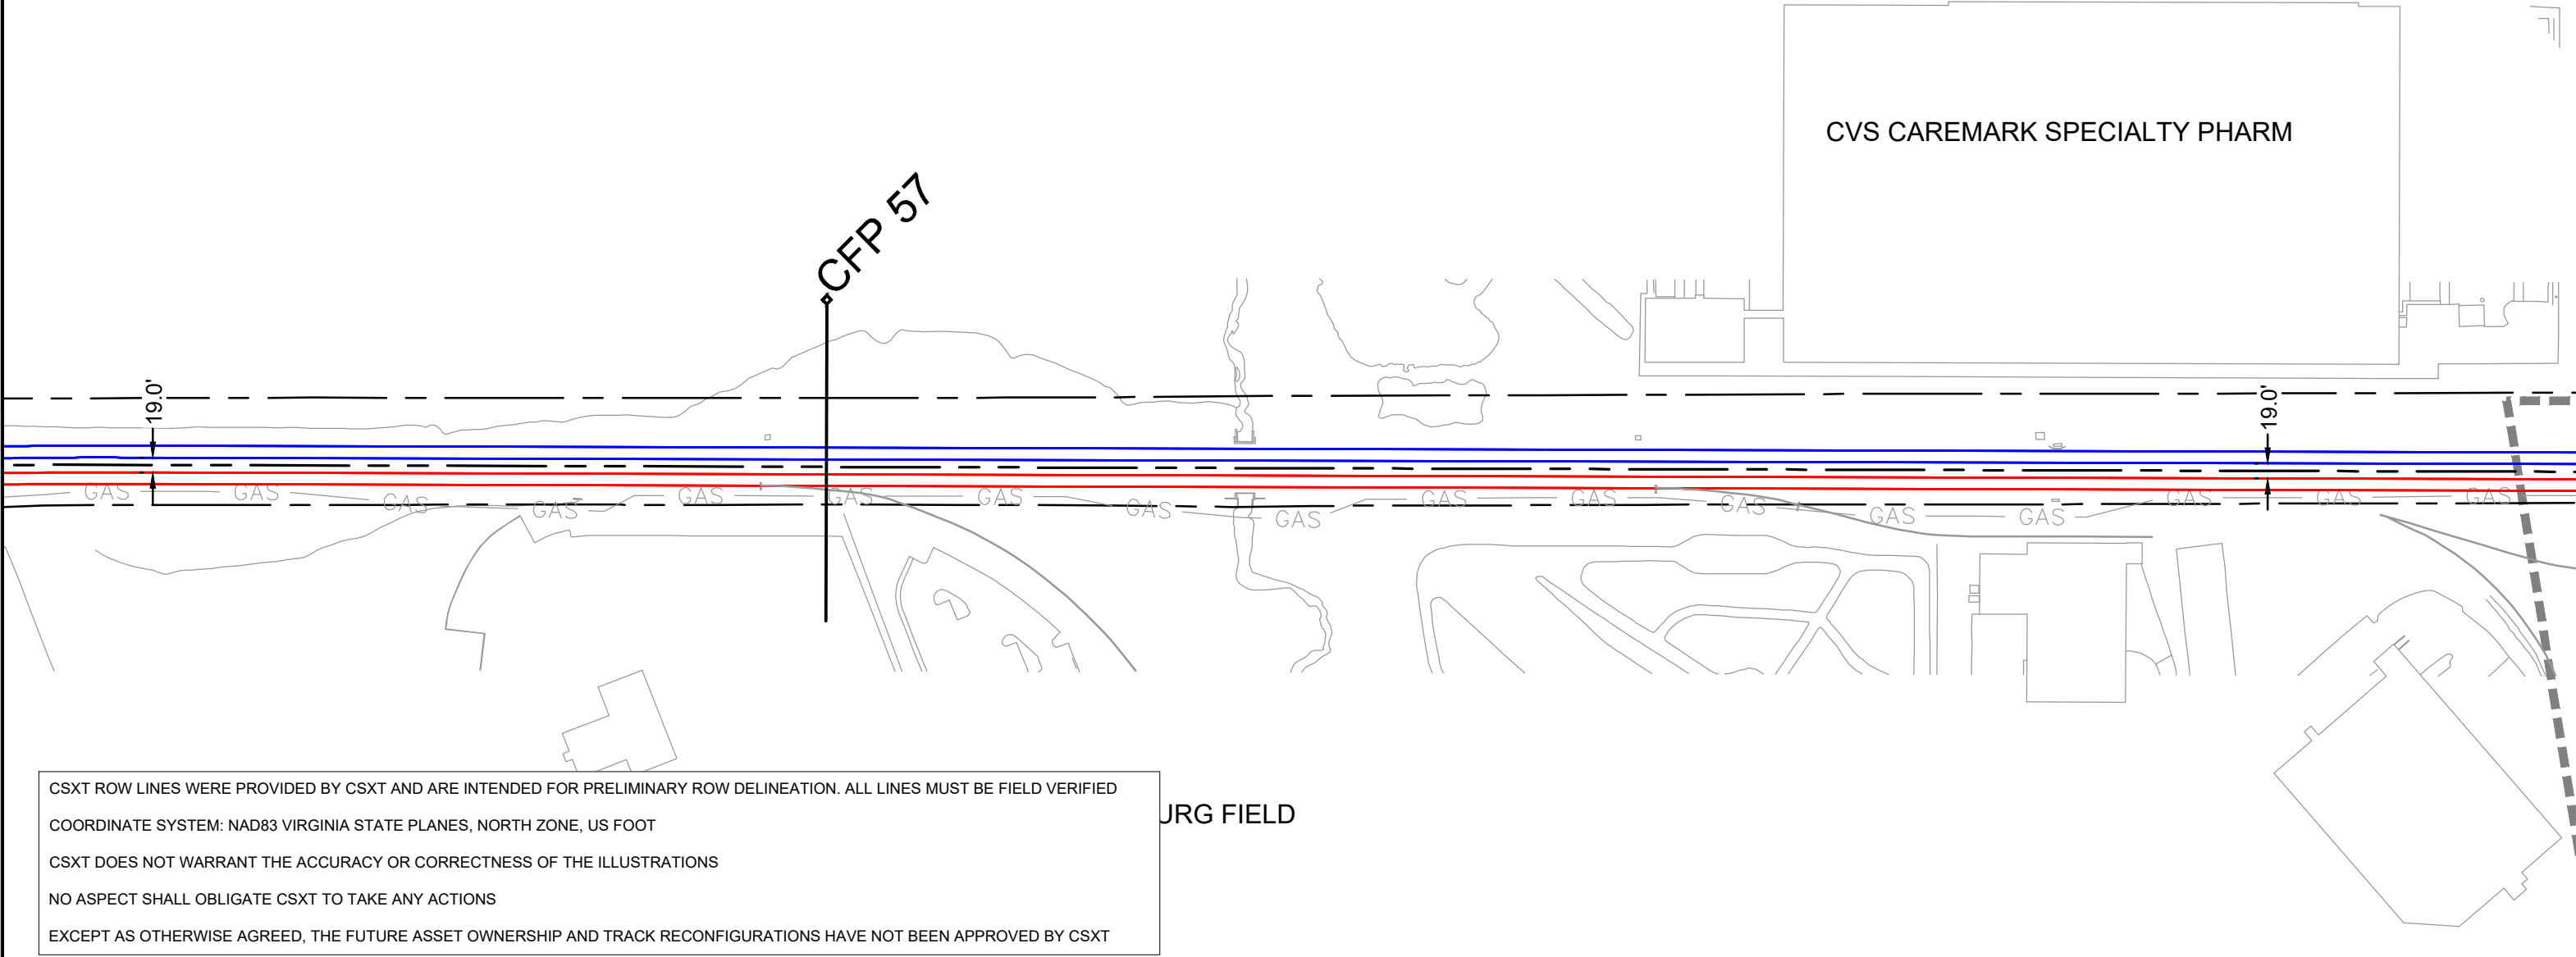 CVS CAREMARK SPECIALTY PHARM
CFP 57
19.0'
19.0'
GAS GAS GAS GAS GAS GAS GAS GAS GAS GAS GAS GAS GAS GAS GAS GAS GAS
CSXT ROW LINES WERE PROVIDED BY CSXT AND ARE INTENDED FOR PRELIMINARY ROW DELINEATION. ALL LINES MUST BE FIELD VERIFIED
COORDINATE SYSTEM: NAD83 VIRGINIA STATE PLANES, NORTH ZONE, US FOOT
CSXT DOES NOT WARRANT THE ACCURACY OR CORRECTNESS OF THE ILLUSTRATIONS
NO ASPECT SHALL OBLIGATE CSXT TO TAKE ANY ACTIONS
EXCEPT AS OTHERWISE AGREED, THE FUTURE ASSET OWNERSHIP AND TRACK RECONFIGURATIONS HAVE NOT BEEN APPROVED BY CSXT
URG FIELD